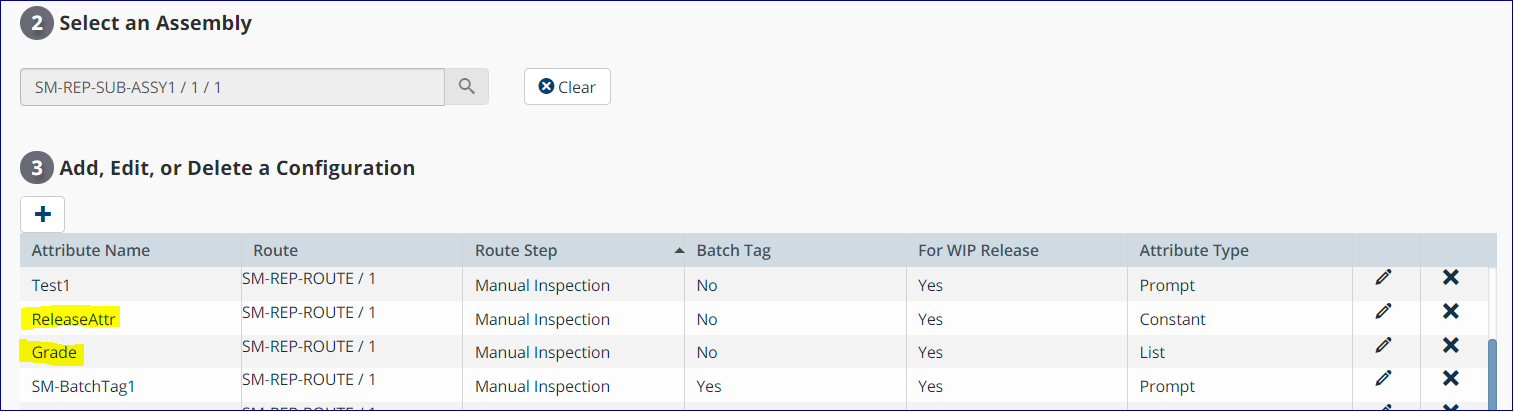 2 Select an Assembly
SM-REP-SUB-ASSY1 / 1 / 1 Clear
3 Add, Edit, or Delete a Configuration
Attribute Name Route Route Step Batch Tag For WIP Release Attribute Type
Test1 SM-REP-ROUTE / 1 Manual Inspection No Yes Prompt
ReleaseAttr SM-REP-ROUTE / 1 Manual Inspection No Yes Constant
Grade SM-REP-ROUTE / 1 Manual Inspection No Yes List
SM-BatchTag1 SM-REP-ROUTE / 1 Manual Inspection Yes Yes Prompt